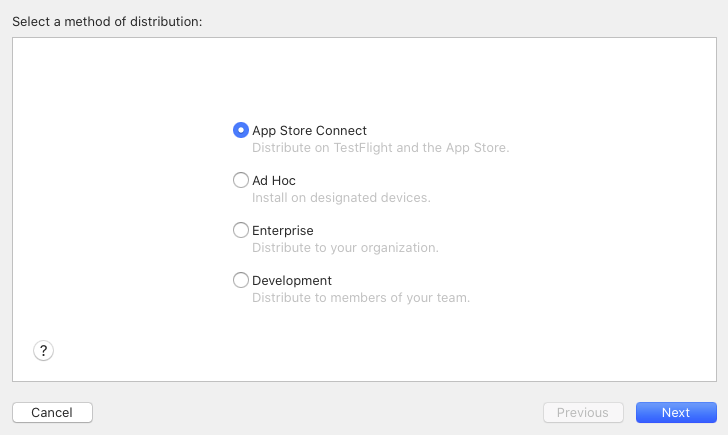 Select a method of distribution:
App Store Connect
Distribute on TestFlight and the App Store.
Ad Hoc
Install on designated devices.
Enterprise
Distribute to your organization.
Development
Distribute to members of your team.
?
Cancel
Previous
Next